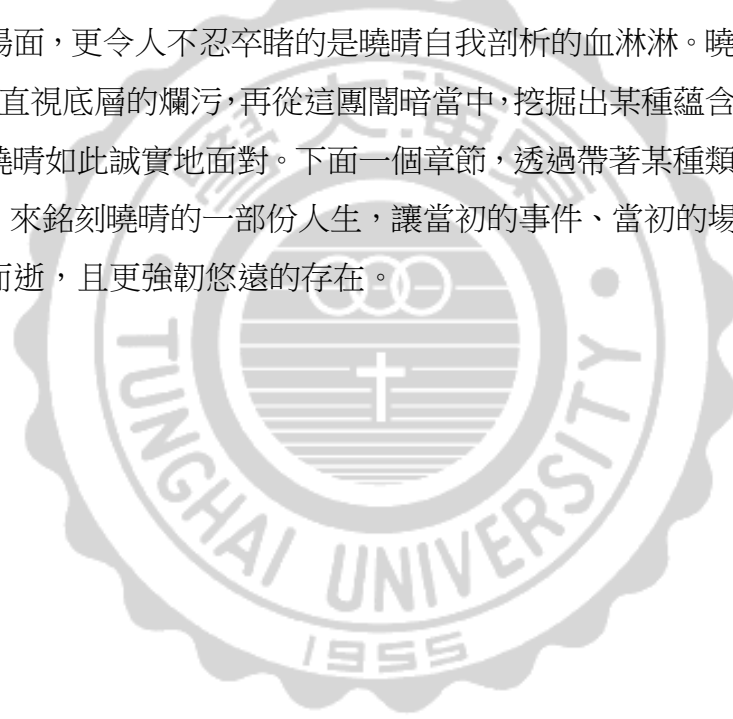 場面，更令人不忍卒睹的是曉晴自我剖析的血淋淋。曉
直視底層的爛污，再從這團闇暗當中，挖掘出某種蘊含
曉晴如此誠實地面對。下面一個章節，透過帶著某種類
，來銘刻曉晴的一部份人生，讓當初的事件、當初的場
而逝，且更強韌悠遠的存在。
東海大學
TUNGHAI UNIVERSITY
1955